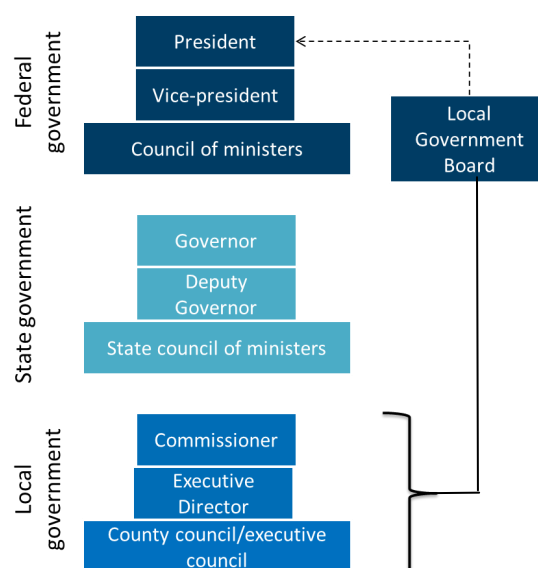 Federal
government
President
Vice-president
Council of ministers
Local
Government
Board
State government
Governor
Deputy
Governor
State council of ministers
Local
government
Commissioner
Executive
Director
County council/executive
council